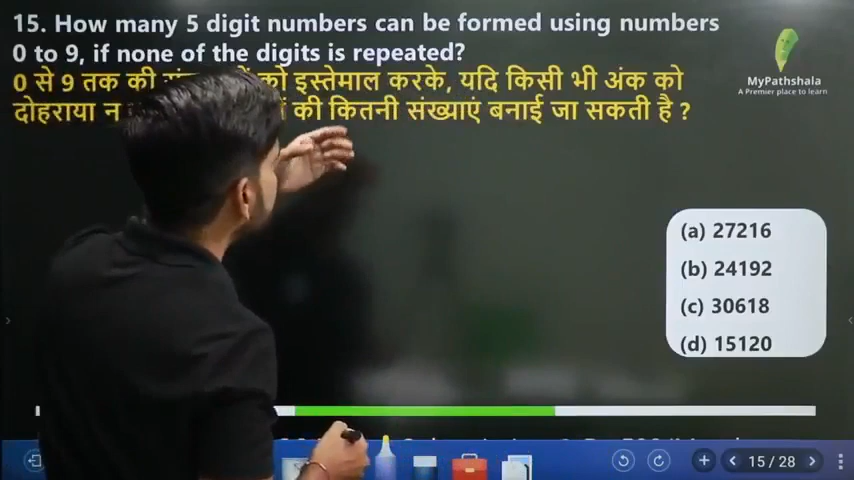 15. How many 5 digit numbers can be formed using numbers
0 to 9, if none of the digits is repeated?
0 से 9 तक की को इस्तेमाल करके, यदि किसी भी अंक को
दोहराया न की कितनी संख्याएं बनाई जा सकती है ?
MyPathshala
A Premier place to learn
(a) 27216
(b) 24192
(c) 30618
(d) 15120
15 / 28